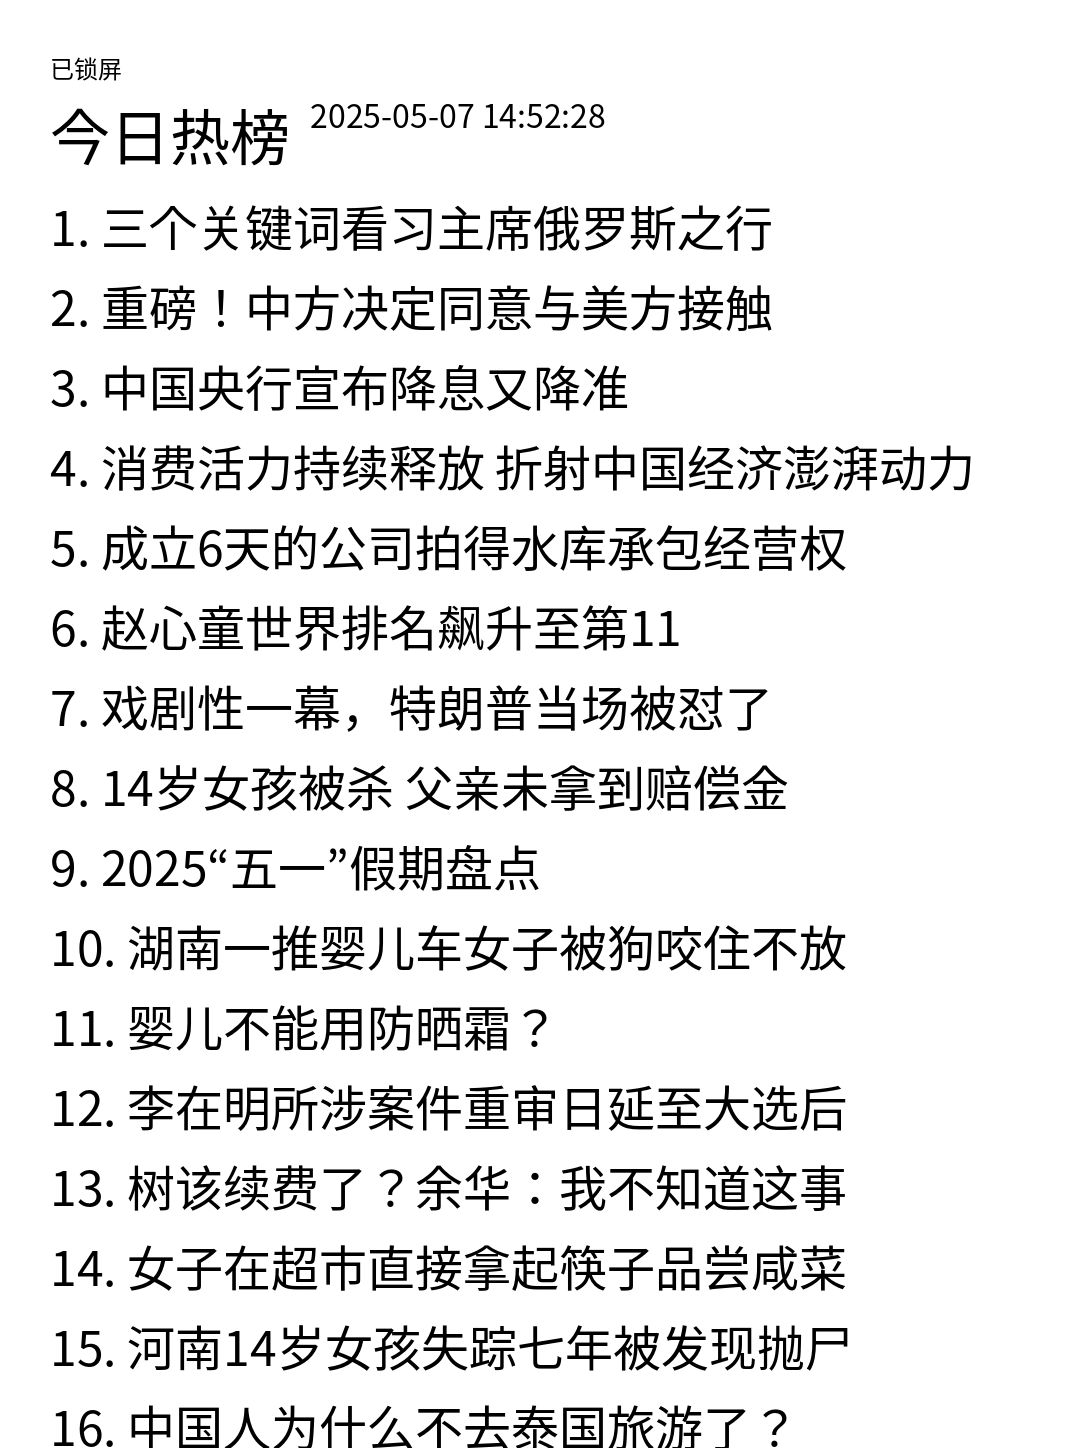 已锁屏
今日热榜 2025-05-07 14:52:28
1. 三个关键词看习主席俄罗斯之行
2. 重磅！中方决定同意与美方接触
3. 中国央行宣布降息又降准
4. 消费活力持续释放 折射中国经济澎湃动力
5. 成立6天的公司拍得水库承包经营权
6. 赵心童世界排名飙升至第11
7. 戏剧性一幕，特朗普当场被怼了
8. 14岁女孩被杀 父亲未拿到赔偿金
9. 2025“五一”假期盘点
10. 湖南一推婴儿车女子被狗咬住不放
11. 婴儿不能用防晒霜？
12. 李在明所涉案件重审日延至大选后
13. 树该续费了？余华：我不知道这事
14. 女子在超市直接拿起筷子品尝咸菜
15. 河南14岁女孩失踪七年被发现抛尸
16. 中国人为什么不去泰国旅游了？